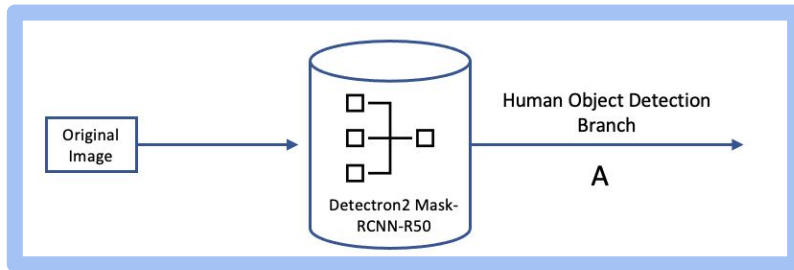 Original
Image
Detectron2 Mask-
RCNN-R50
Human Object Detection
Branch
A